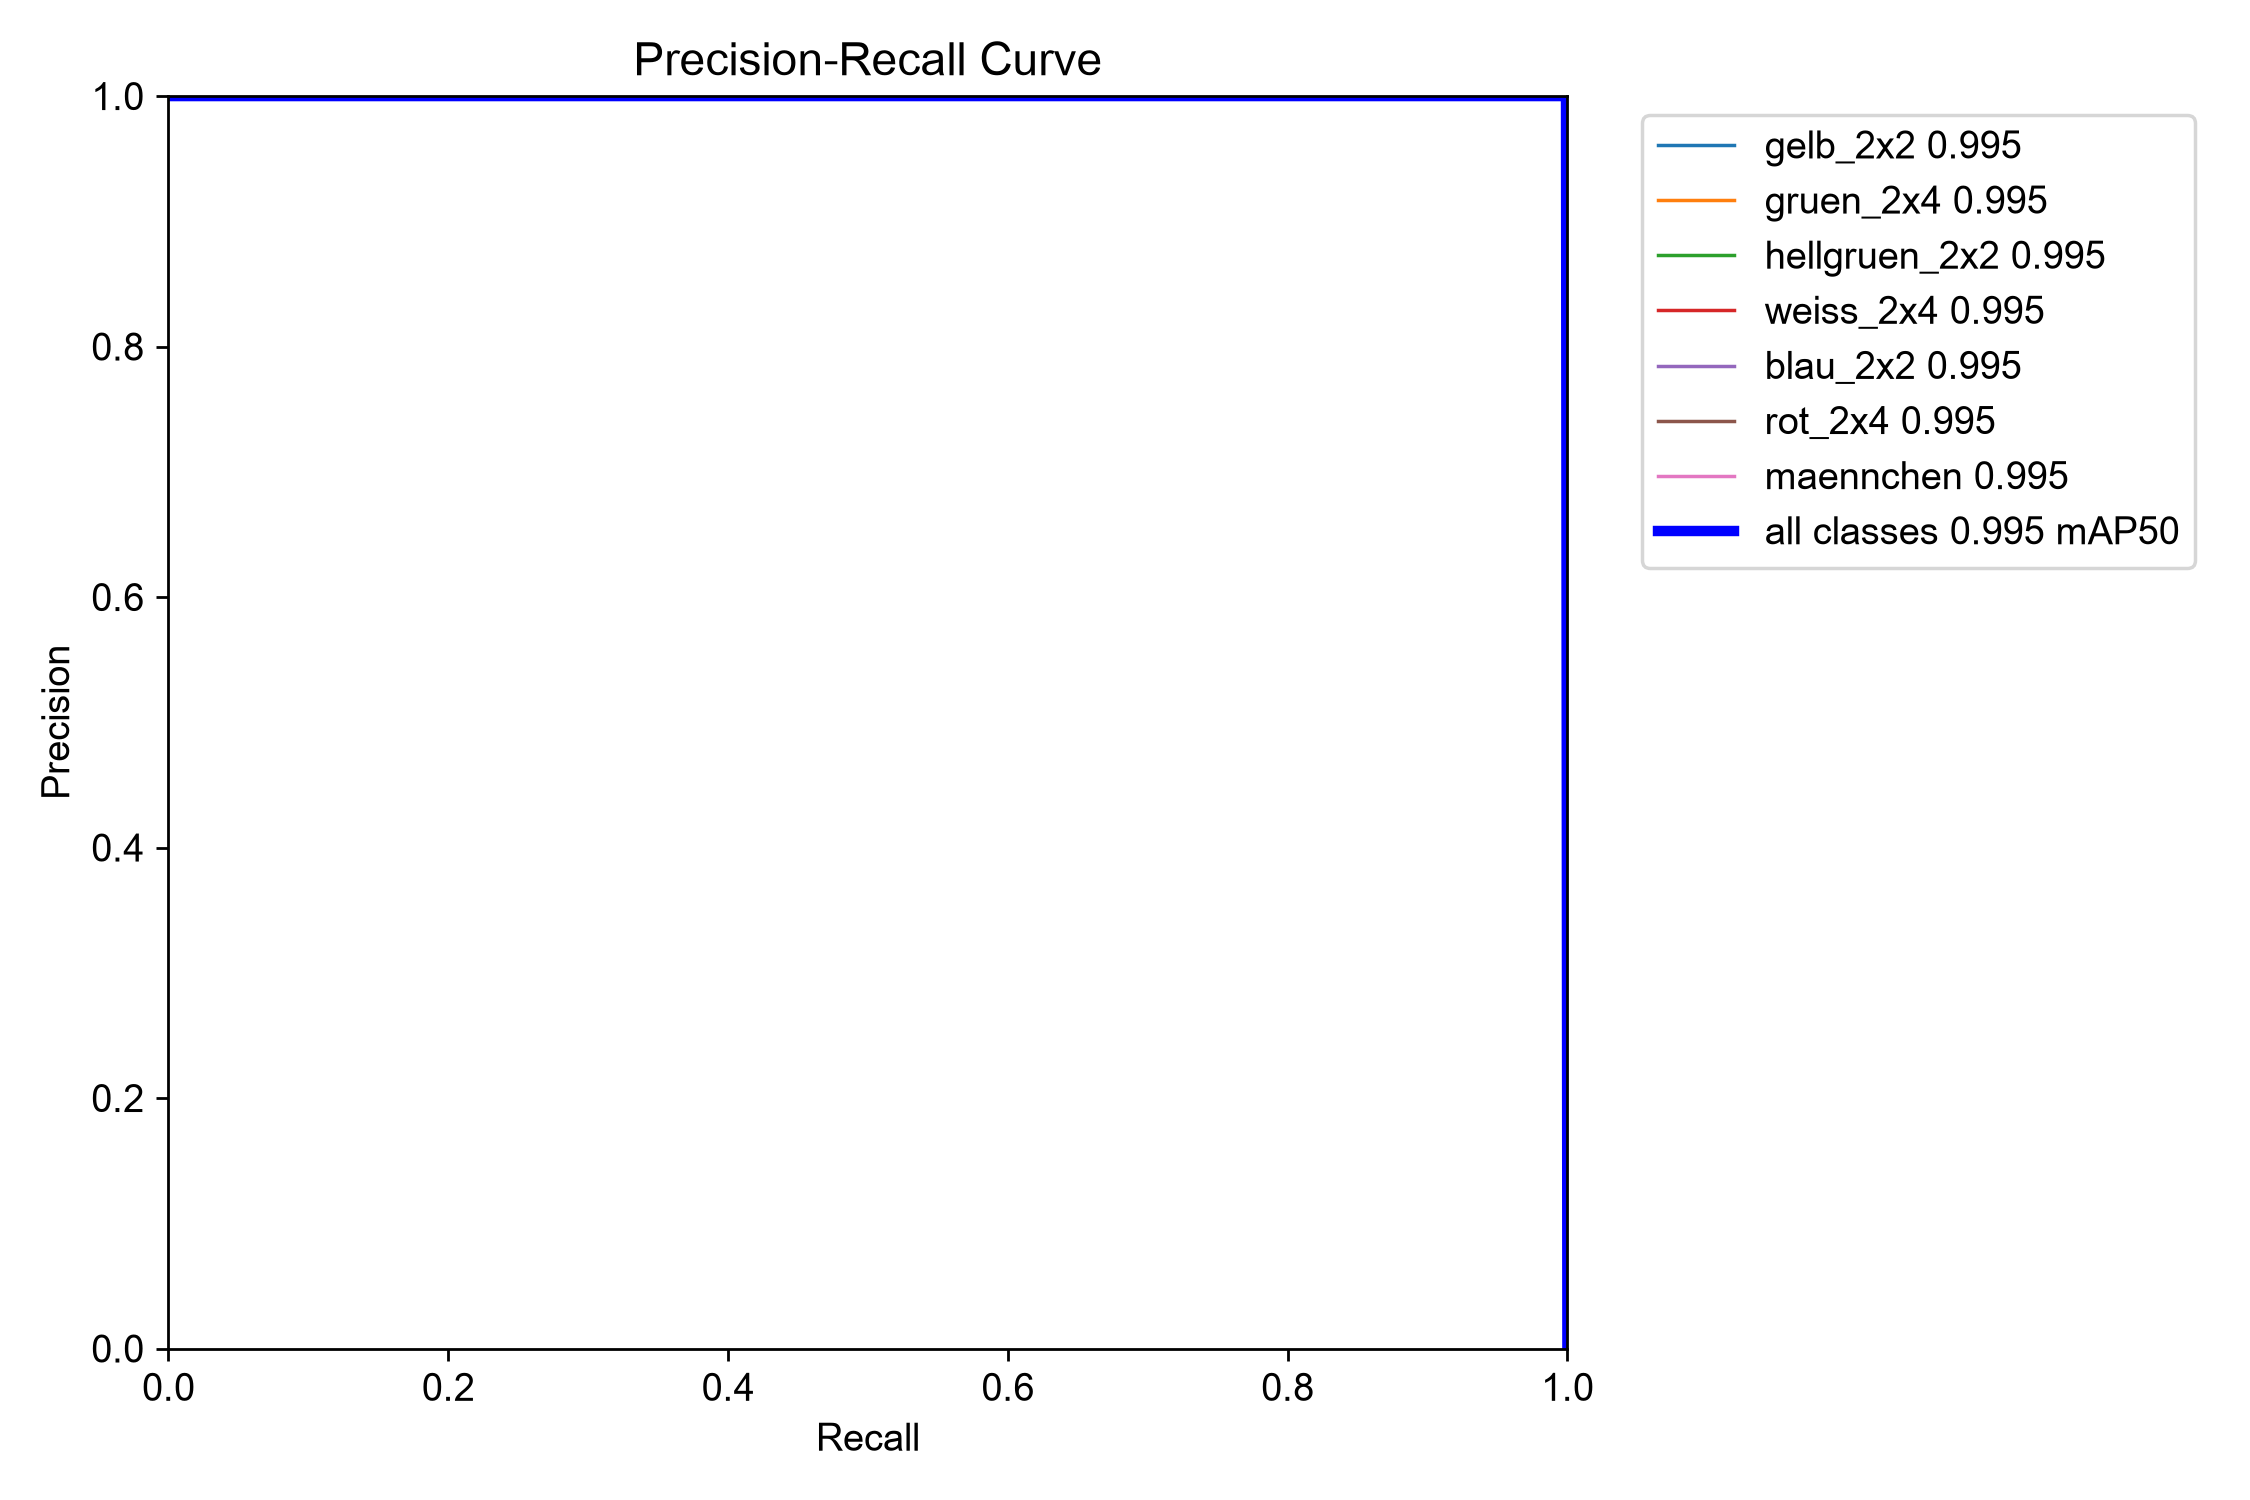 Precision-Recall Curve
1.0
0.8
0.6
0.4
0.2
0.0
Precision
0.0 0.2 0.4 0.6 0.8 1.0
Recall
gelb_2x2 0.995
gruen_2x4 0.995
hellgruen_2x2 0.995
weiss_2x4 0.995
blau_2x2 0.995
rot_2x4 0.995
maennchen 0.995
all classes 0.995 mAP50